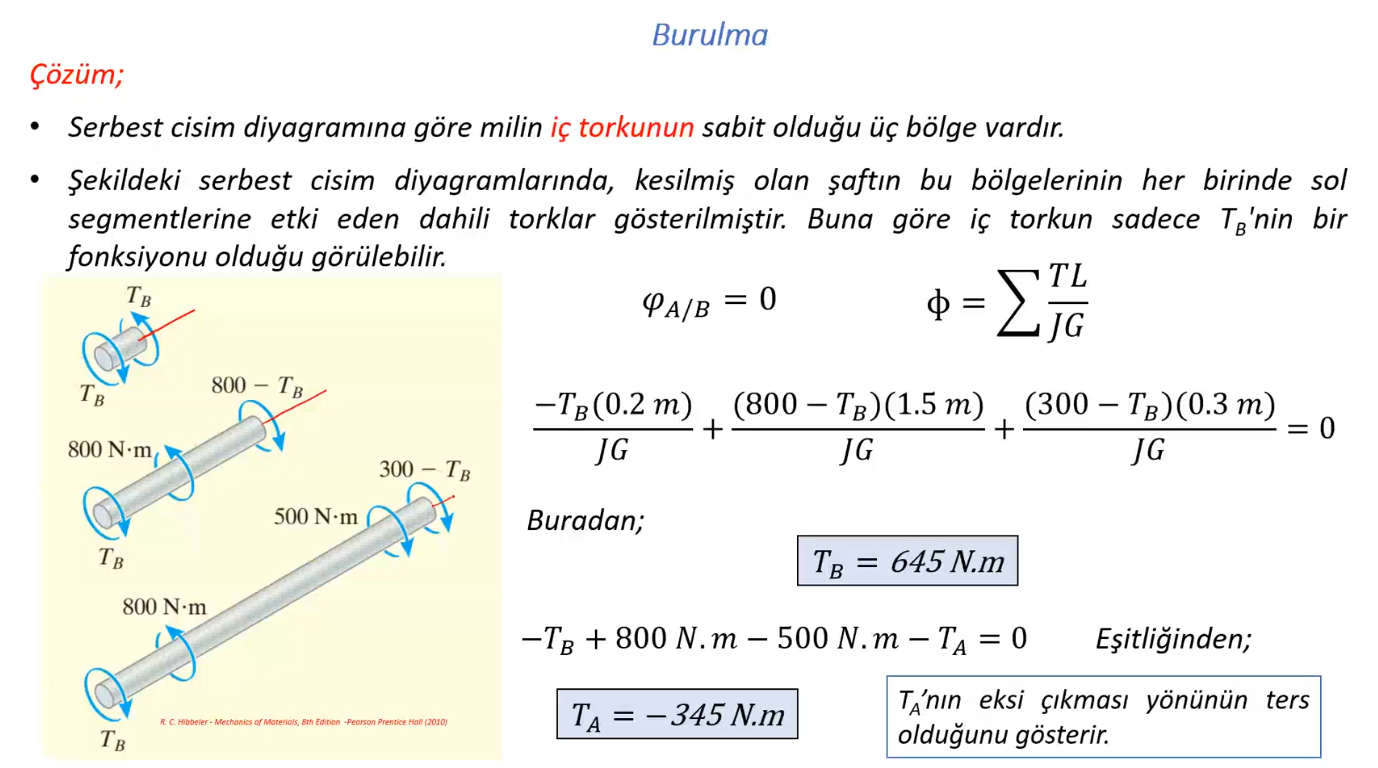 Burulma
Çözüm;
• Serbest cisim diyagramına göre milin iç torkunun sabit olduğu üç bölge vardır.
• Şekildeki serbest cisim diyagramlarında, kesilmiş olan şaftın bu bölgelerinin her birinde sol
segmentlerine etki eden dahili torklar gösterilmiştir. Buna göre iç torkun sadece T_B'nin bir
fonksiyonu olduğu görülebilir.
T_B
T_B
800 − T_B
800 N·m
T_B
300 − T_B
500 N·m
800 N·m
T_B
R. C. Hibbeler - Mechanics of Materials, 8th Edition -Pearson Prentice Hall (2010)
φ_{A/B} = 0
ϕ = ∑ TL/JG
−T_B(0.2 m)/JG + (800 − T_B)(1.5 m)/JG + (300 − T_B)(0.3 m)/JG = 0
Buradan;
T_B = 645 N.m
−T_B + 800 N.m − 500 N.m − T_A = 0 Eşitliğinden;
T_A = −345 N.m
T_A’nın eksi çıkması yönünün ters
olduğunu gösterir.